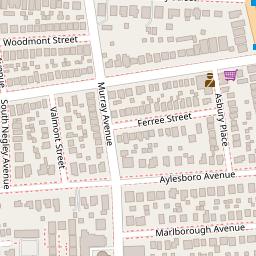 Woodmont Street
Murray Avenue
Ferree Street
Asbury Place
Valmont Street
South Negley Avenue
Aylesboro Avenue
Marlborough Avenue